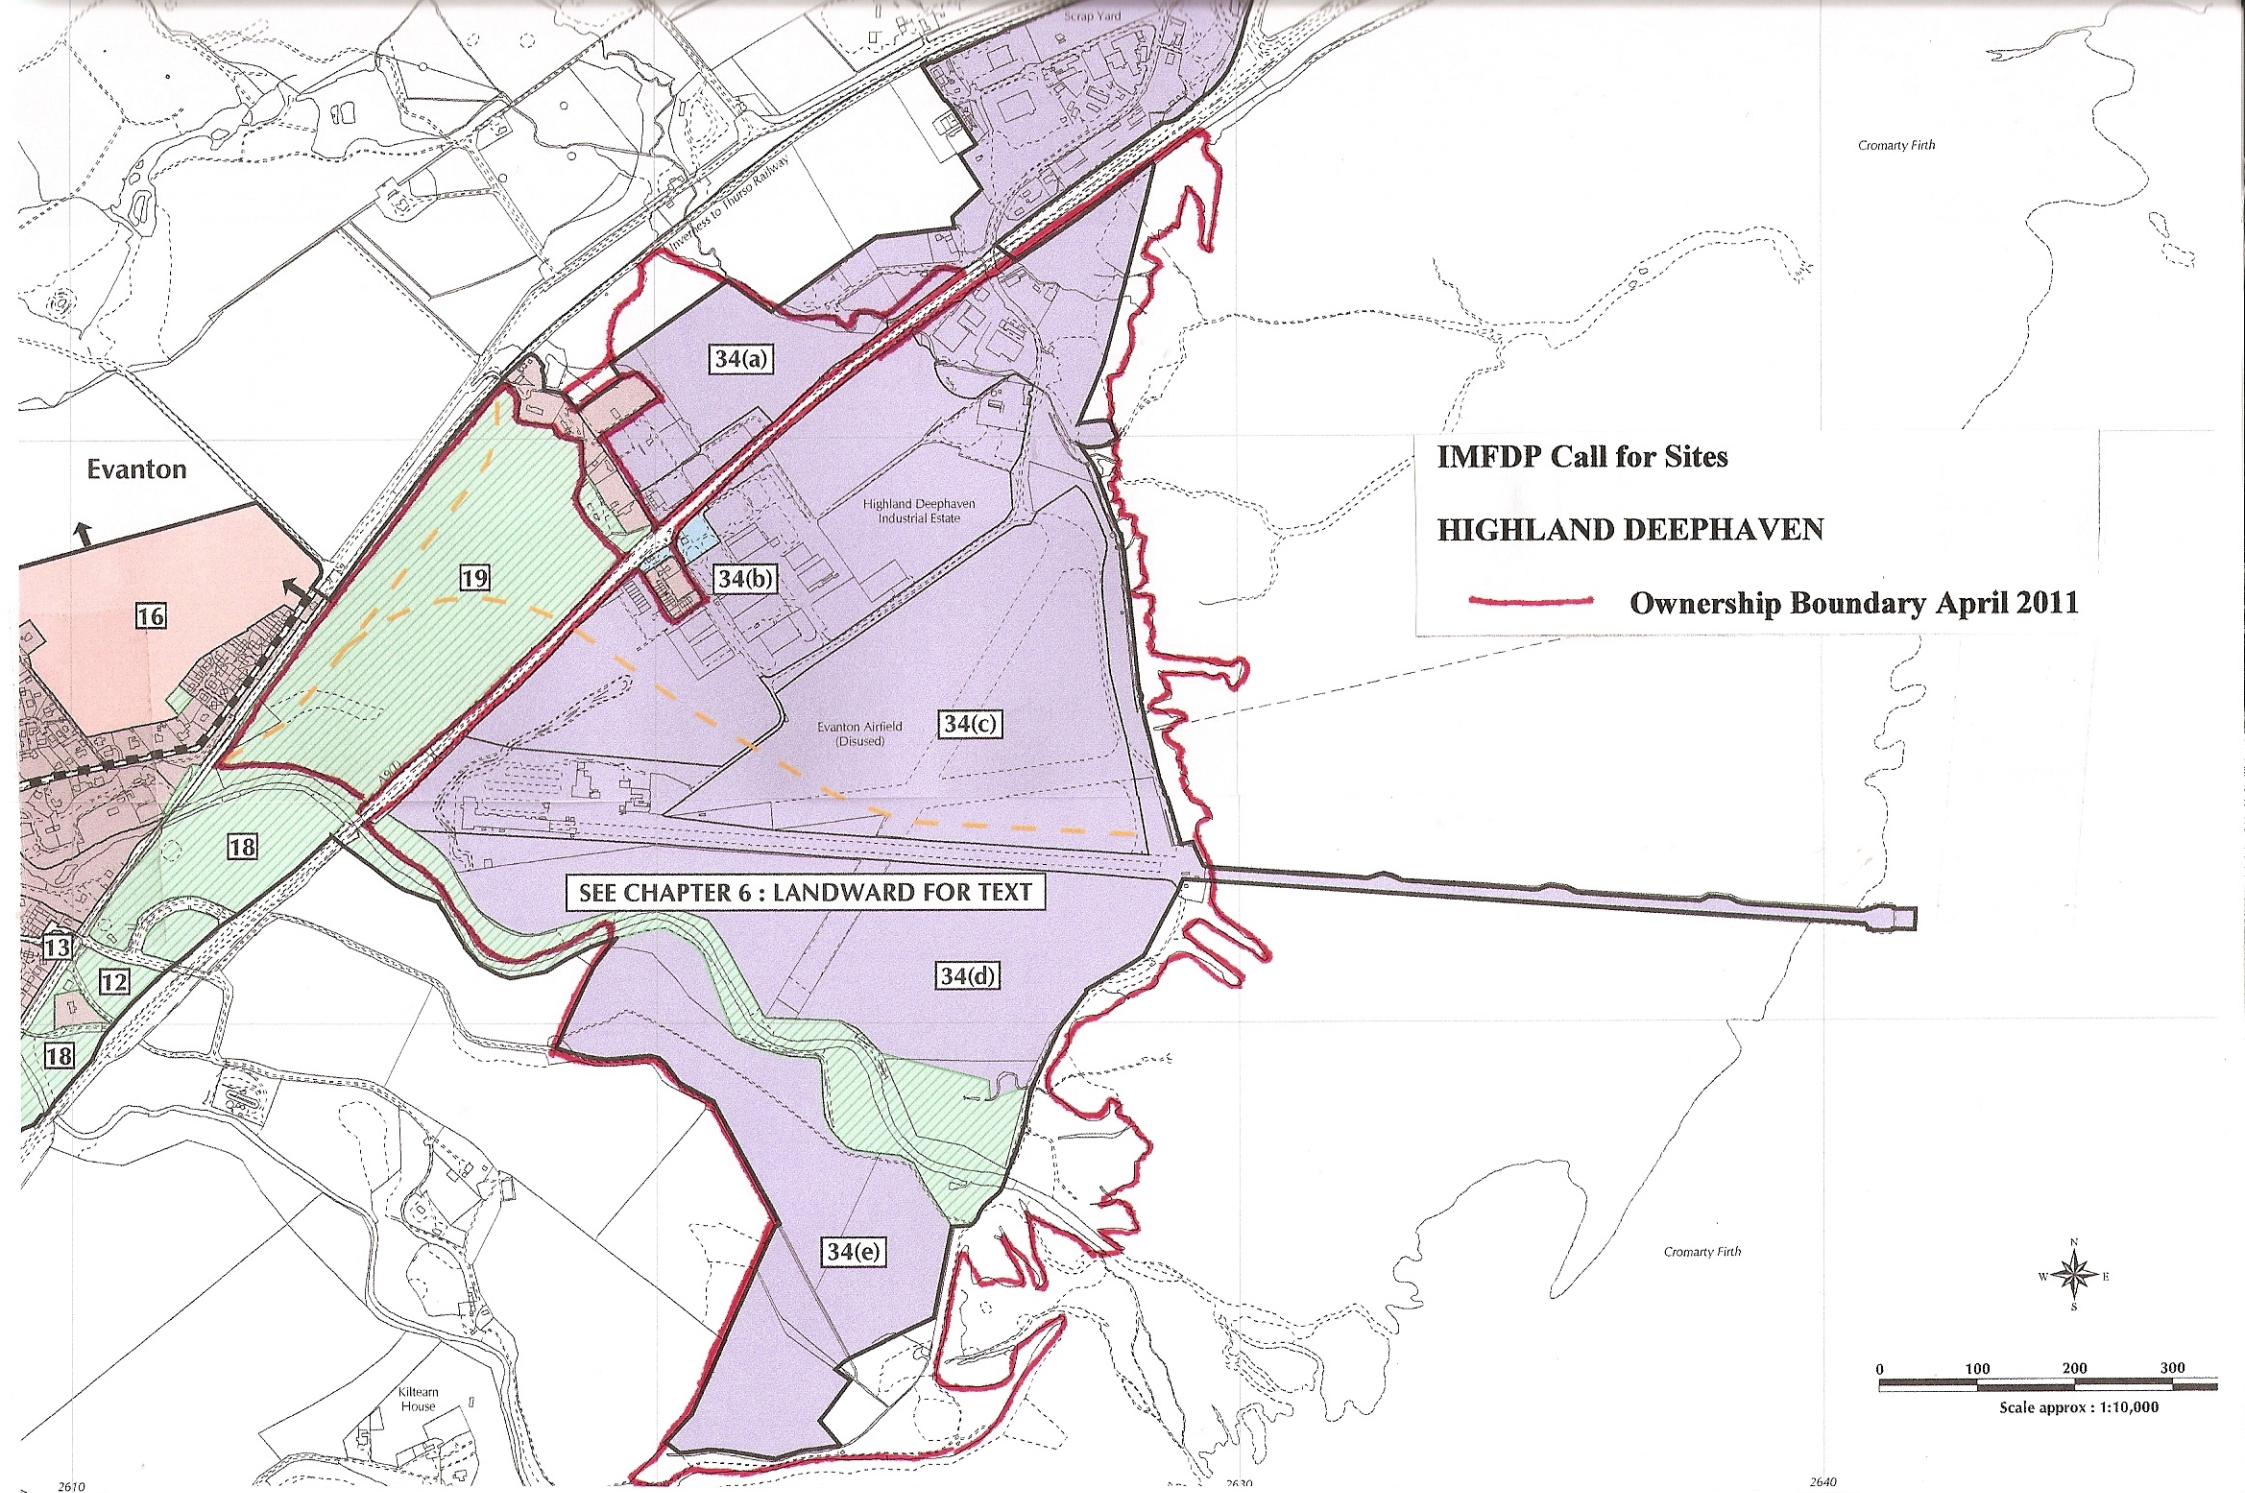 Scrap Yard
Cromarty Firth
Inverness to Thurso Railway
34(a)
Evanton
IMFDP Call for Sites
HIGHLAND DEEPHAVEN
Ownership Boundary April 2011
Highland Deephaven
Industrial Estate
19
34(b)
16
Evanton Airfield
(Disused)
34(c)
A9(T)
18
SEE CHAPTER 6 : LANDWARD FOR TEXT
13
12
34(d)
18
34(e)
Cromarty Firth
N
W E
S
0 100 200 300
Scale approx : 1:10,000
Kiltearn
House
2610
2630
2640